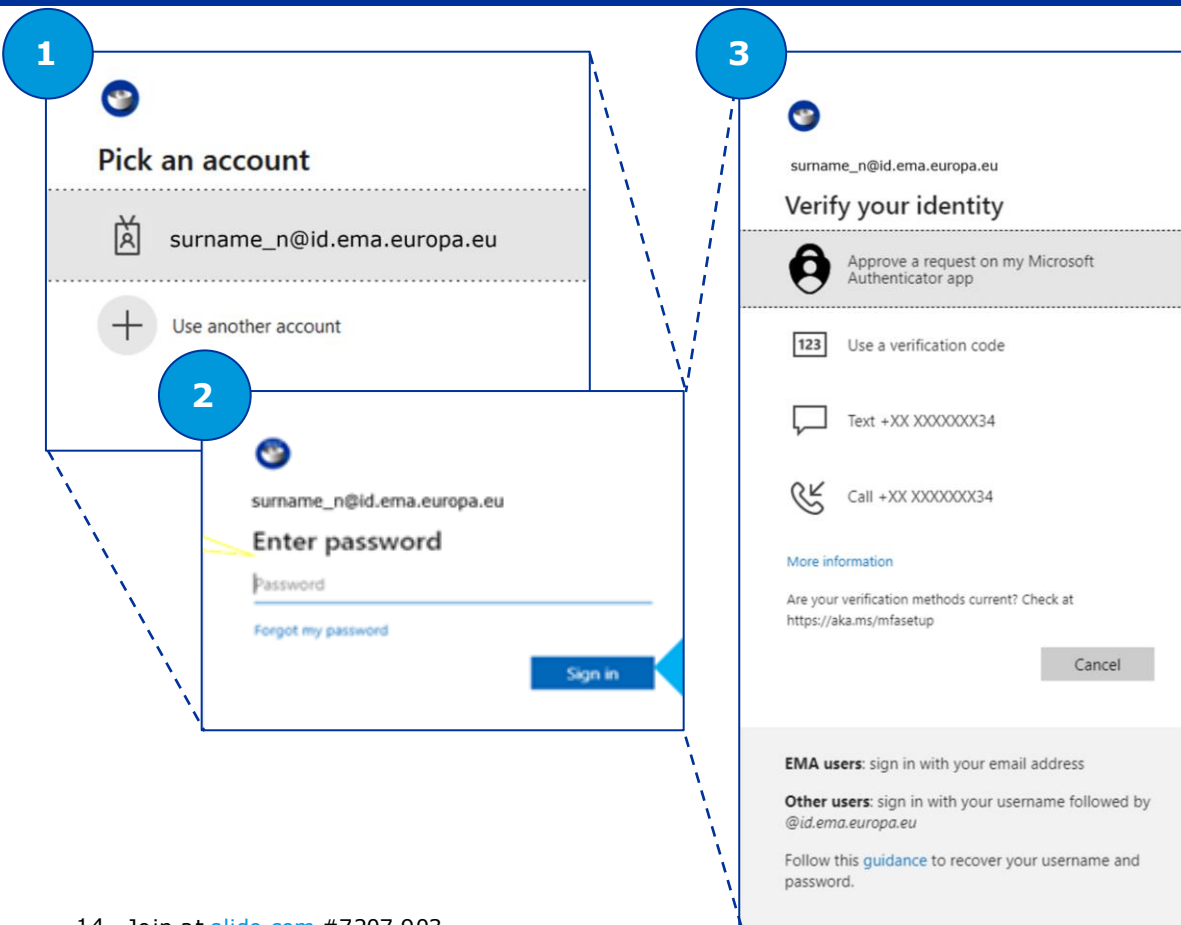 1
Pick an account
surname_n@id.ema.europa.eu
Use another account
2
surname_n@id.ema.europa.eu
Enter password
Password
Forgot my password
Sign in
3
surname_n@id.ema.europa.eu
Verify your identity
Approve a request on my Microsoft
Authenticator app
123
Use a verification code
Text +XX XXXXXXX34
Call +XX XXXXXXX34
More information
Are your verification methods current? Check at
https://aka.ms/mfasetup
Cancel
EMA users: sign in with your email address
Other users: sign in with your username followed by
@id.ema.europa.eu
Follow this guidance to recover your username and
password.
14 Join at slido.com